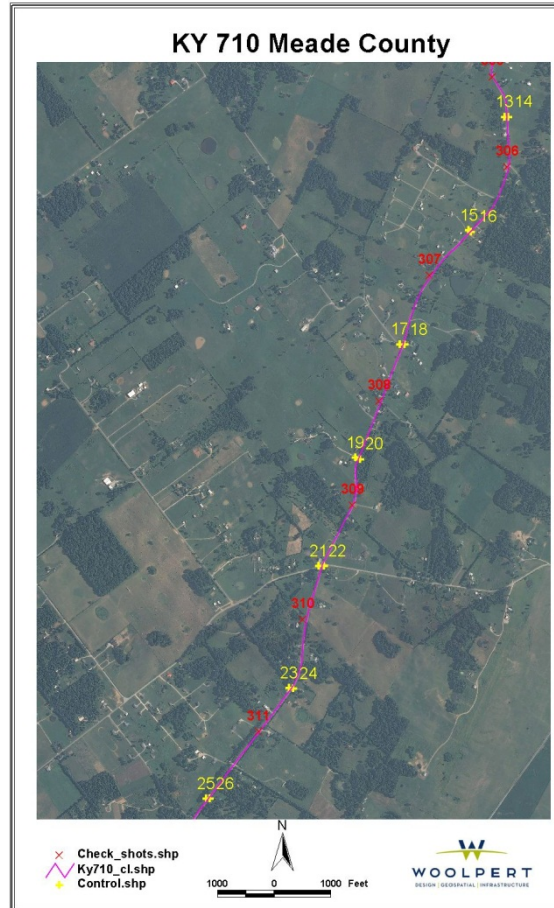 KY 710 Meade County
1314
306
1516
307
1718
308
1920
309
2122
310
2324
311
2526
N
Check_shots.shp
Ky710_cl.shp
Control.shp
1000 0 1000 Feet
WOOLPERT
DESIGN | GEOSPATIAL | INFRASTRUCTURE